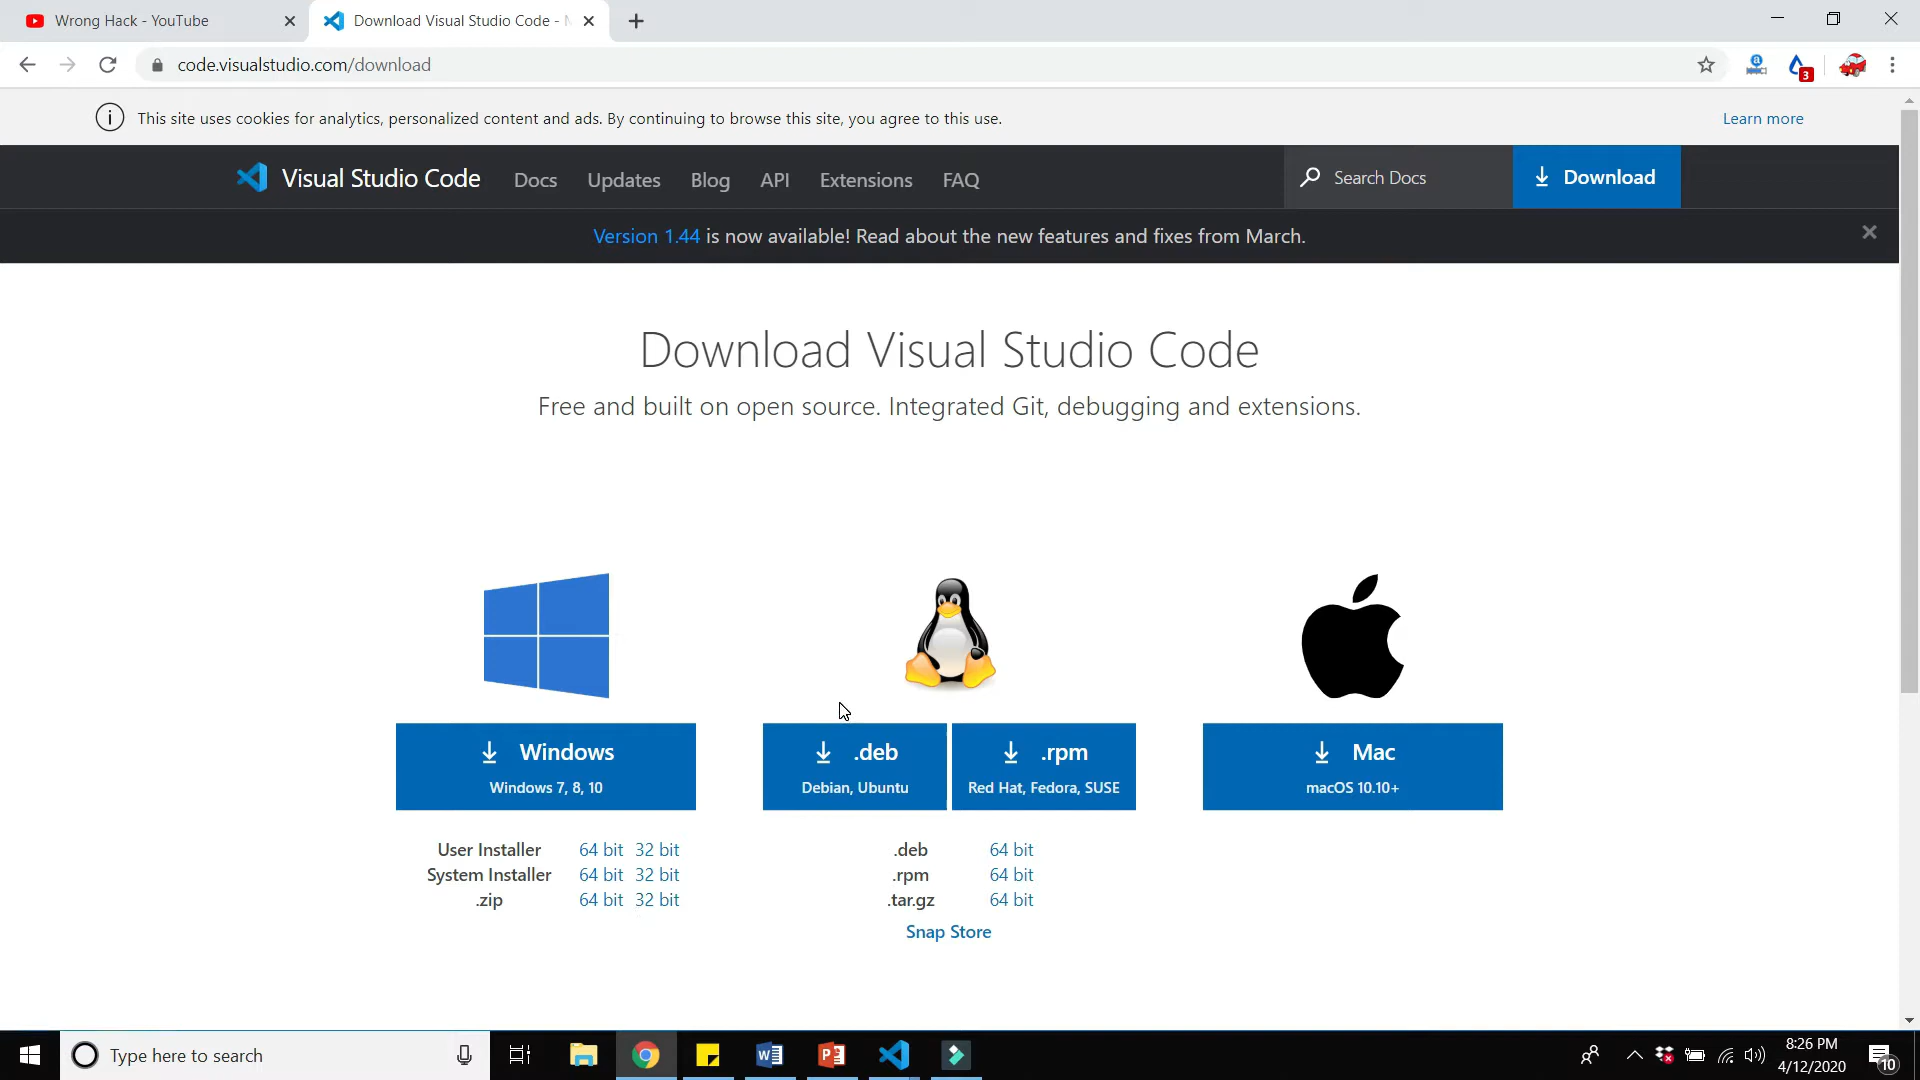 Wrong Hack - YouTube
Download Visual Studio Code -
code.visualstudio.com/download
3
This site uses cookies for analytics, personalized content and ads. By continuing to browse this site, you agree to this use.
Learn more
Visual Studio Code
Docs
Updates
Blog
API
Extensions
FAQ
Search Docs
Download
Version 1.44 is now available! Read about the new features and fixes from March.
Download Visual Studio Code
Free and built on open source. Integrated Git, debugging and extensions.
Windows
Windows 7, 8, 10
.deb
Debian, Ubuntu
.rpm
Red Hat, Fedora, SUSE
Mac
macOS 10.10+
User Installer 64 bit 32 bit
System Installer 64 bit 32 bit
.zip 64 bit 32 bit
.deb 64 bit
.rpm 64 bit
.tar.gz 64 bit
Snap Store
Type here to search
8:26 PM
4/12/2020
10